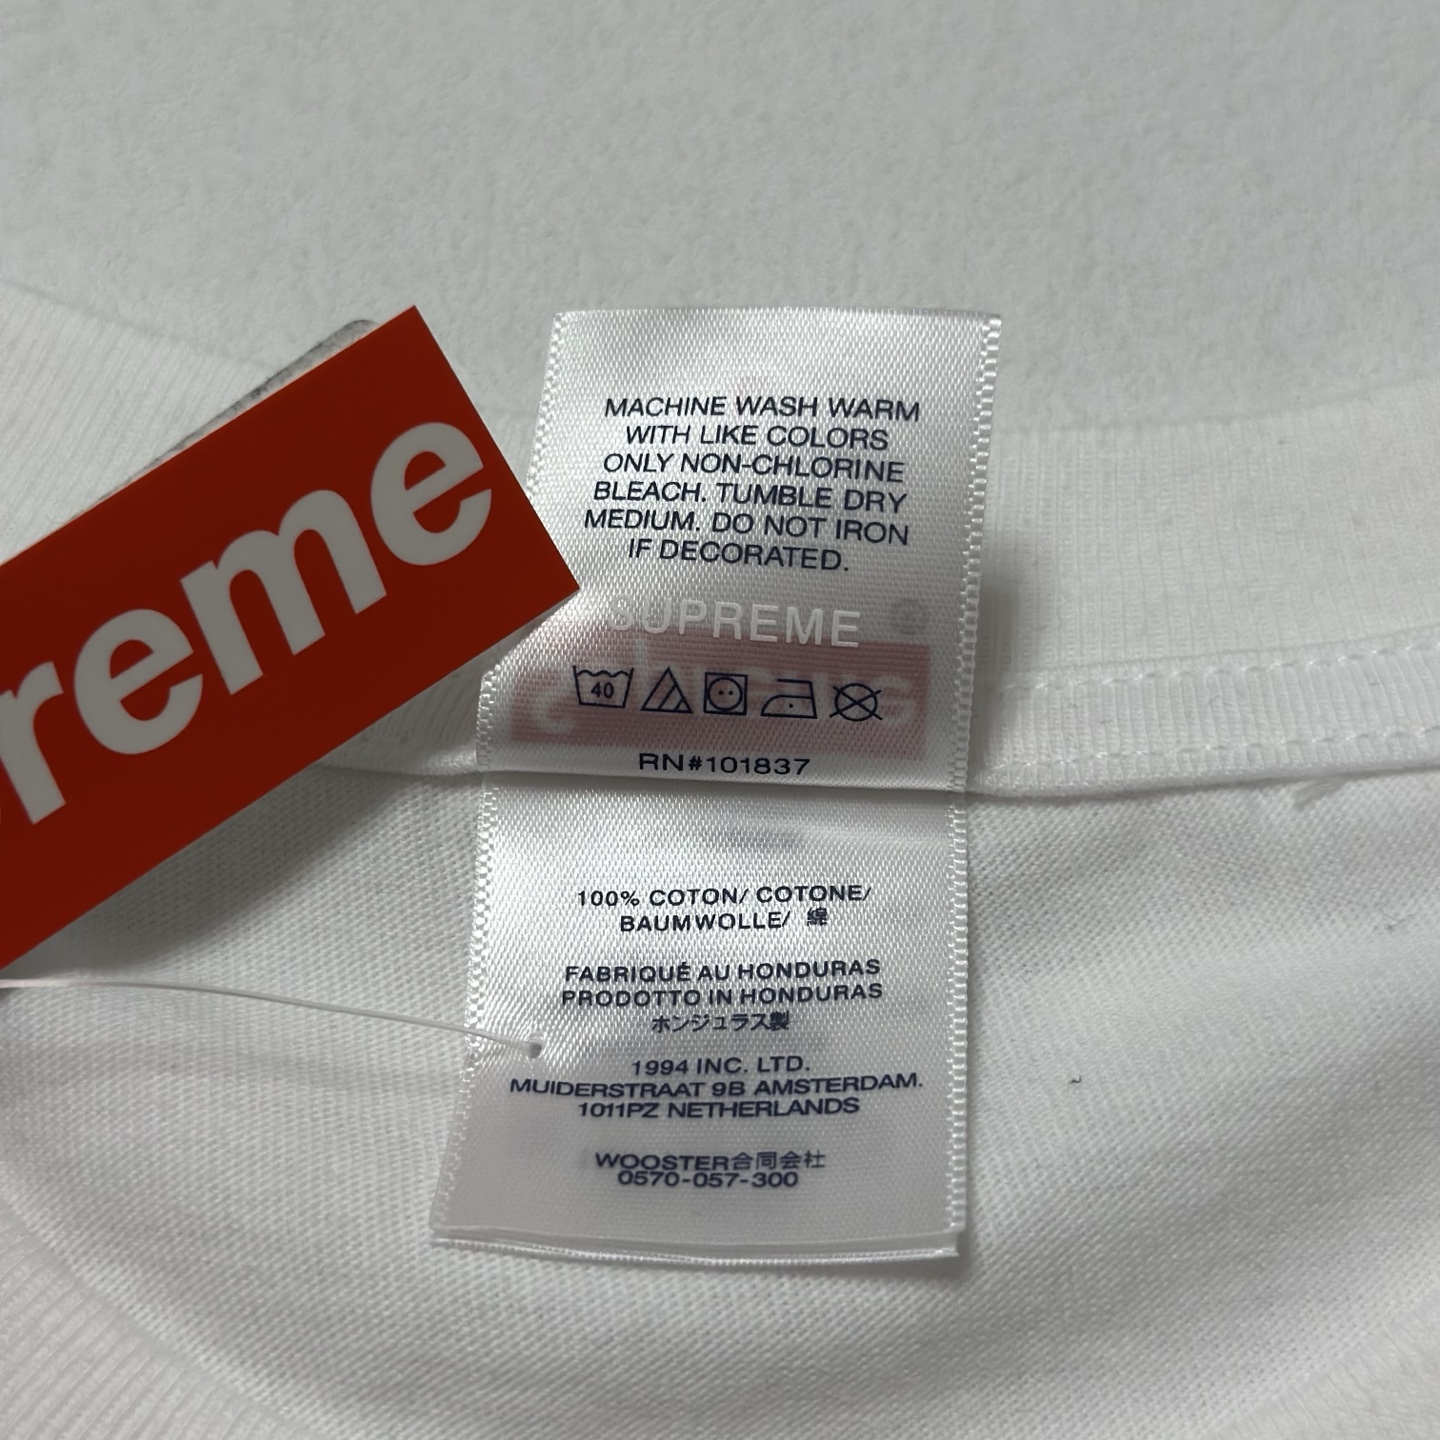 reme
MACHINE WASH WARM
WITH LIKE COLORS
ONLY NON-CHLORINE
BLEACH. TUMBLE DRY
MEDIUM. DO NOT IRON
IF DECORATED.
SUPREME
40
RN#101837
100% COTON/ COTONE/
BAUMWOLLE/ 綿
FABRIQUÉ AU HONDURAS
PRODOTTO IN HONDURAS
ホンジュラス製
1994 INC. LTD.
MUIDERSTRAAT 9B AMSTERDAM.
1011PZ NETHERLANDS
WOOSTER合同会社
0570-057-300